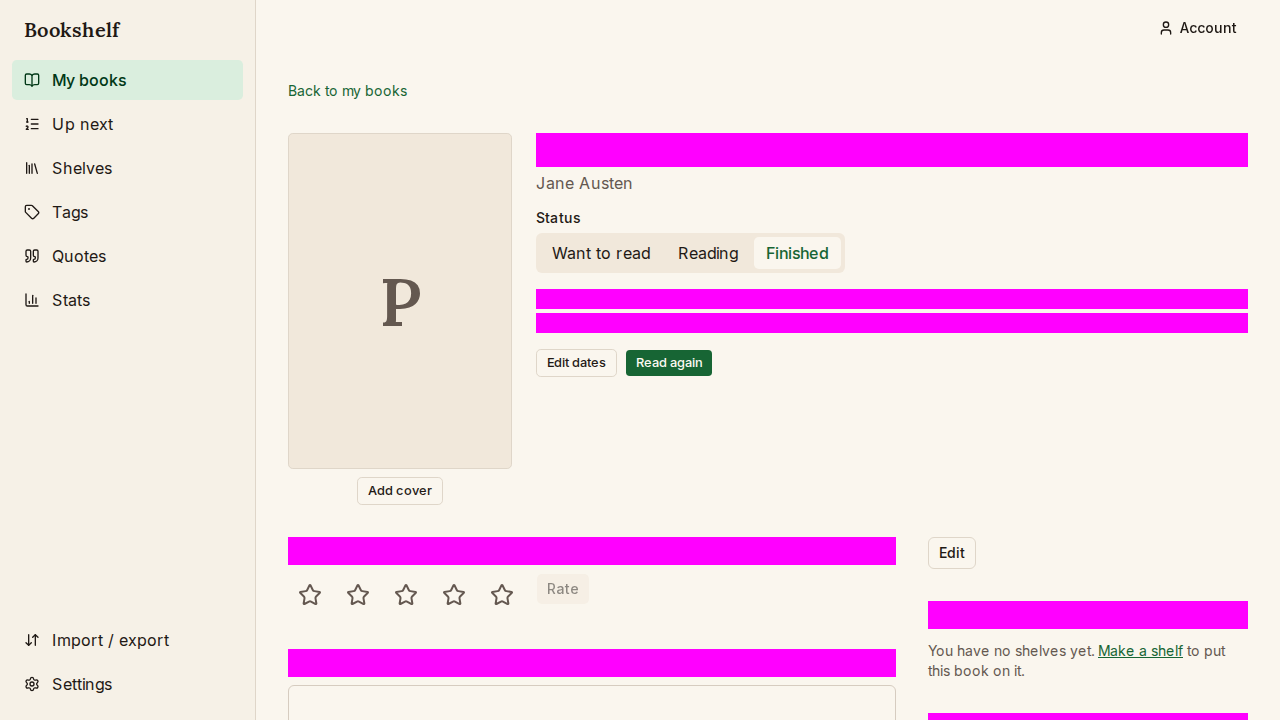 Bookshelf
My books
Up next
Shelves
Tags
Quotes
Stats
Import / export
Settings
Account
Back to my books
P
Add cover
Jane Austen
Status
Want to read
Reading
Finished
Edit dates
Read again
Rate
Edit
You have no shelves yet. Make a shelf to put
this book on it.